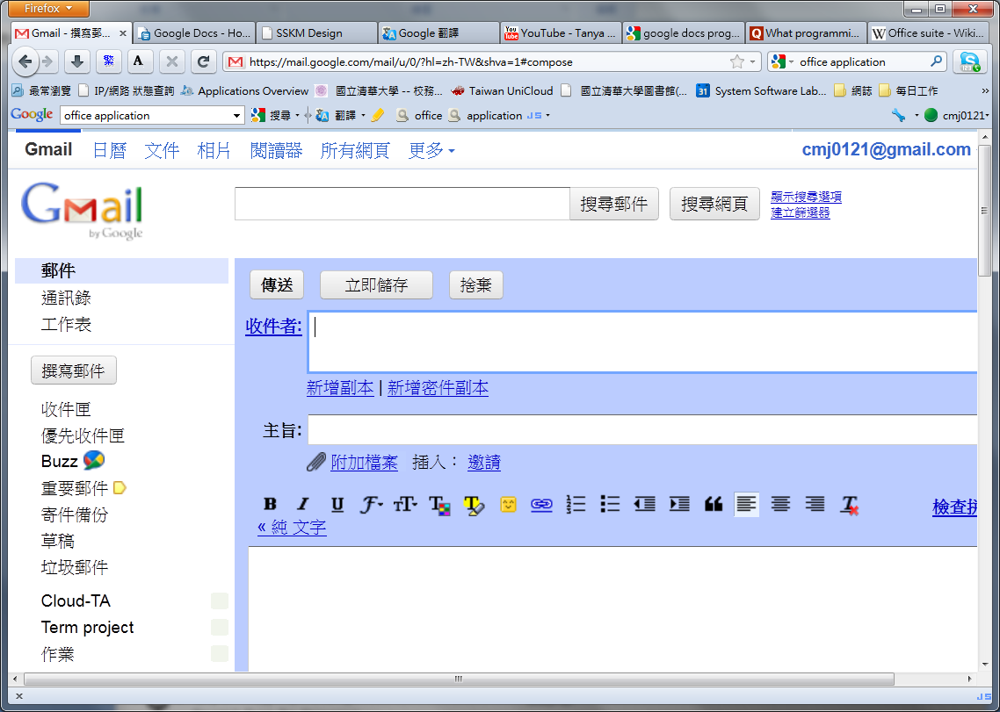 Firefox
Gmail - 撰寫郵... Google Docs - Ho... SSKM Design Google 翻譯 YouTube - Tanya ... google docs prog... What programmi... Office suite - Wiki...
繁 A https://mail.google.com/mail/u/0/?hl=zh-TW&shva=1#compose office application
最常瀏覽 IP/網路 狀態查詢 Applications Overview 國立清華大學 -- 校務... Taiwan UniCloud 國立清華大學圖書館(... 31 System Software Lab... 網誌 每日工作 »
Google office application 搜尋 翻譯 office application JS cmj0121
Gmail 日曆 文件 相片 閱讀器 所有網頁 更多 cmj0121@gmail.com
Gmail by Google 搜尋郵件 搜尋網頁 顯示搜尋選項
建立篩選器
郵件
通訊錄
工作表
撰寫郵件
收件匣
優先收件匣
Buzz
重要郵件
寄件備份
草稿
垃圾郵件
Cloud-TA
Term project
作業
傳送 立即儲存 捨棄
收件者:
新增副本 | 新增密件副本
主旨:
附加檔案 插入： 邀請
B I U F TT T T T 檢查拼
« 純 文字
JS